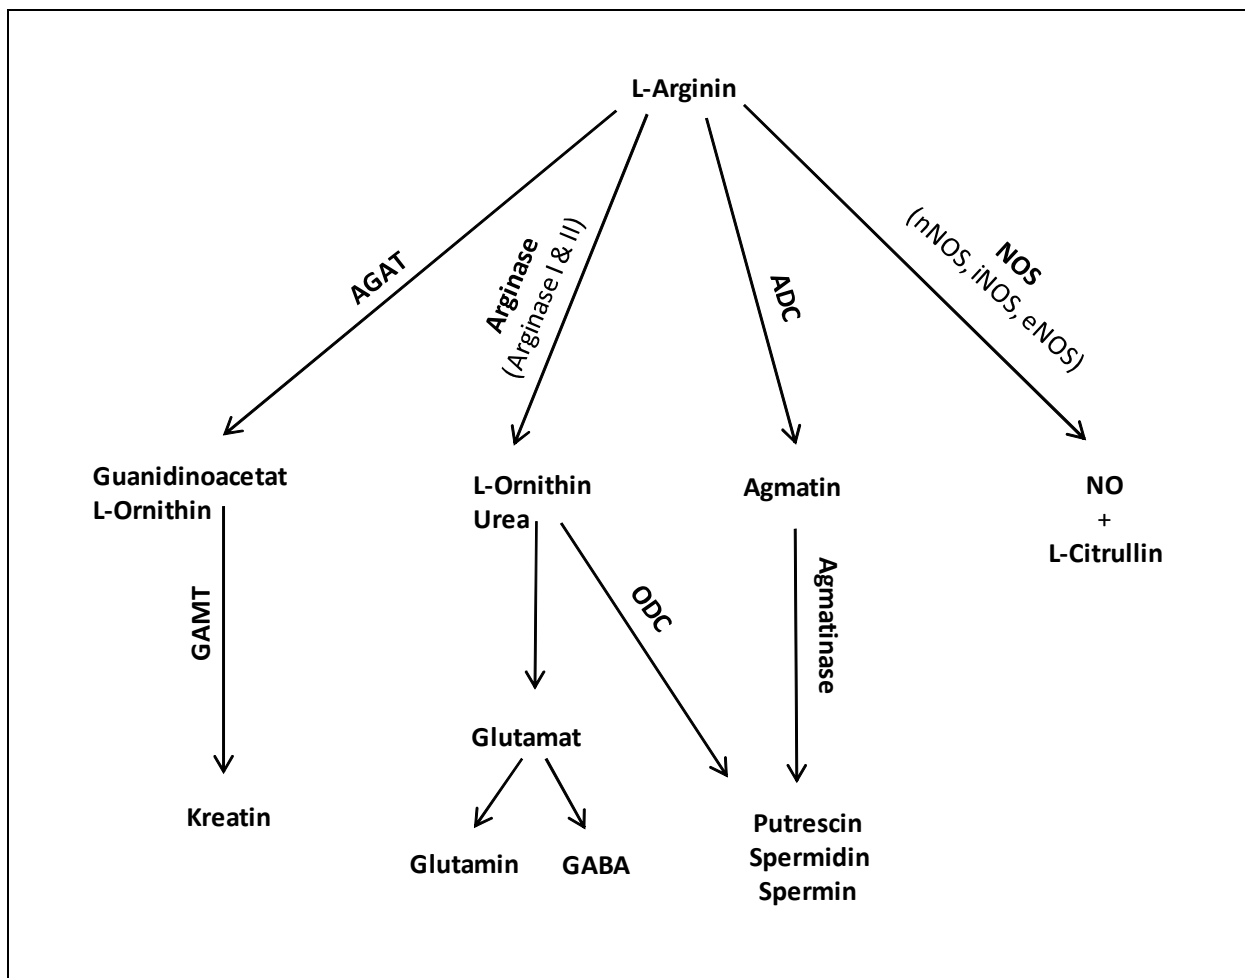 L-Arginin
AGAT
Arginase
(Arginase I & II)
ADC
NOS
(nNOS, iNOS, eNOS)
Guanidinoacetat
L-Ornithin
L-Ornithin
Urea
Agmatin
NO
+
L-Citrullin
GAMT
ODC
Agmatinase
Glutamat
Kreatin
Glutamin
GABA
Putrescin
Spermidin
Spermin